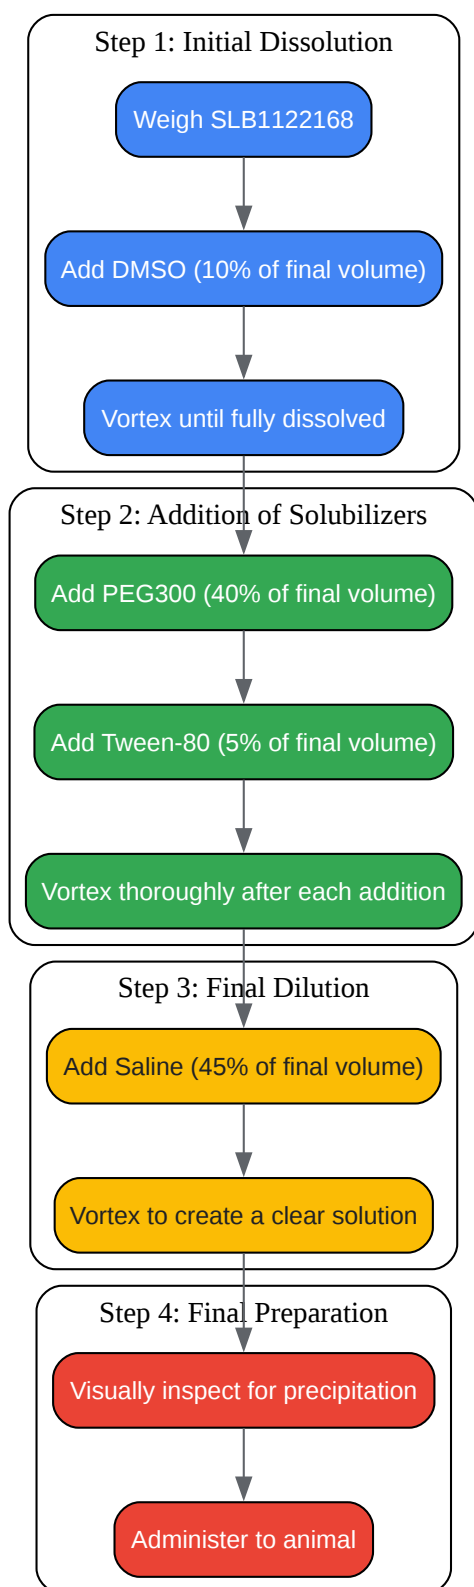 Step 1: Initial Dissolution
Weigh SLB1122168
Add DMSO (10% of final volume)
Vortex until fully dissolved
Step 2: Addition of Solubilizers
Add PEG300 (40% of final volume)
Add Tween-80 (5% of final volume)
Vortex thoroughly after each addition
Step 3: Final Dilution
Add Saline (45% of final volume)
Vortex to create a clear solution
Step 4: Final Preparation
Visually inspect for precipitation
Administer to animal